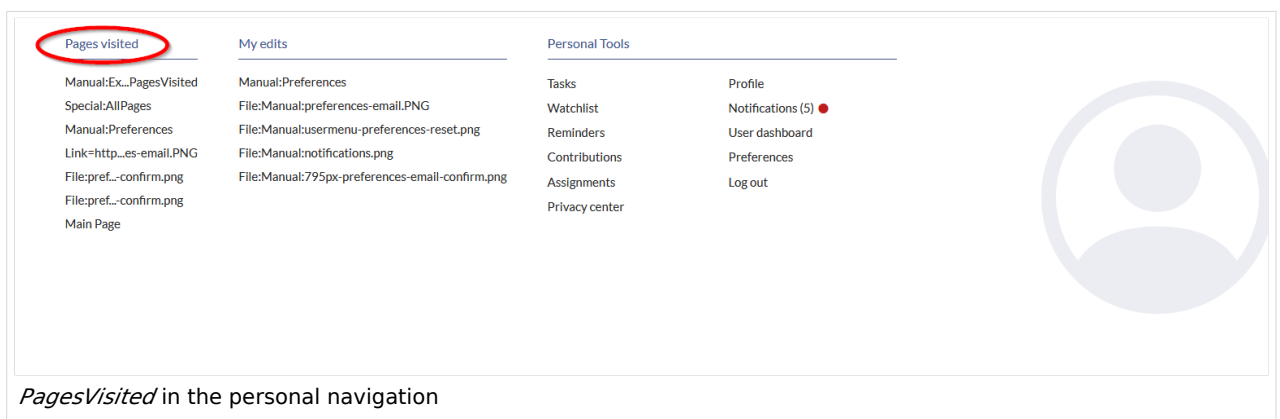 Pages visited
Manual:Ex...PagesVisited
Special:AllPages
Manual:Preferences
Link=http...es-email.PNG
File:pref...-confirm.png
File:pref...-confirm.png
Main Page
My edits
Manual:Preferences
File:Manual:preferences-email.PNG
File:Manual:usermenu-preferences-reset.png
File:Manual:notifications.png
File:Manual:795px-preferences-email-confirm.png
Personal Tools
Tasks
Watchlist
Reminders
Contributions
Assignments
Privacy center
Profile
Notifications (5)
User dashboard
Preferences
Log out
PagesVisited in the personal navigation